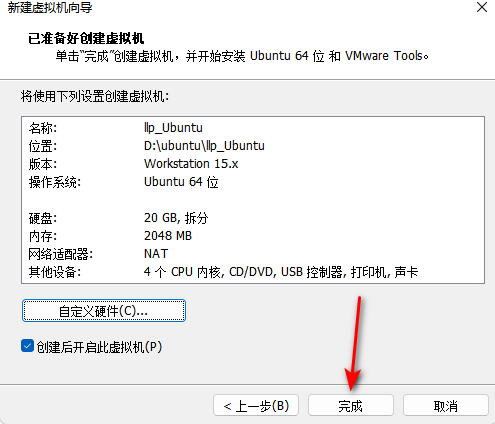 新建虚拟机向导
已准备好创建虚拟机
单击“完成”创建虚拟机，并开始安装 Ubuntu 64 位 和 VMware Tools。
将使用下列设置创建虚拟机:
名称: llp_Ubuntu
位置: D:\ubuntu\llp_Ubuntu
版本: Workstation 15.x
操作系统: Ubuntu 64 位
硬盘: 20 GB, 拆分
内存: 2048 MB
网络适配器: NAT
其他设备: 4 个 CPU 内核, CD/DVD, USB 控制器, 打印机, 声卡
自定义硬件(C)...
创建后开启此虚拟机(P)
< 上一步(B) 完成 取消